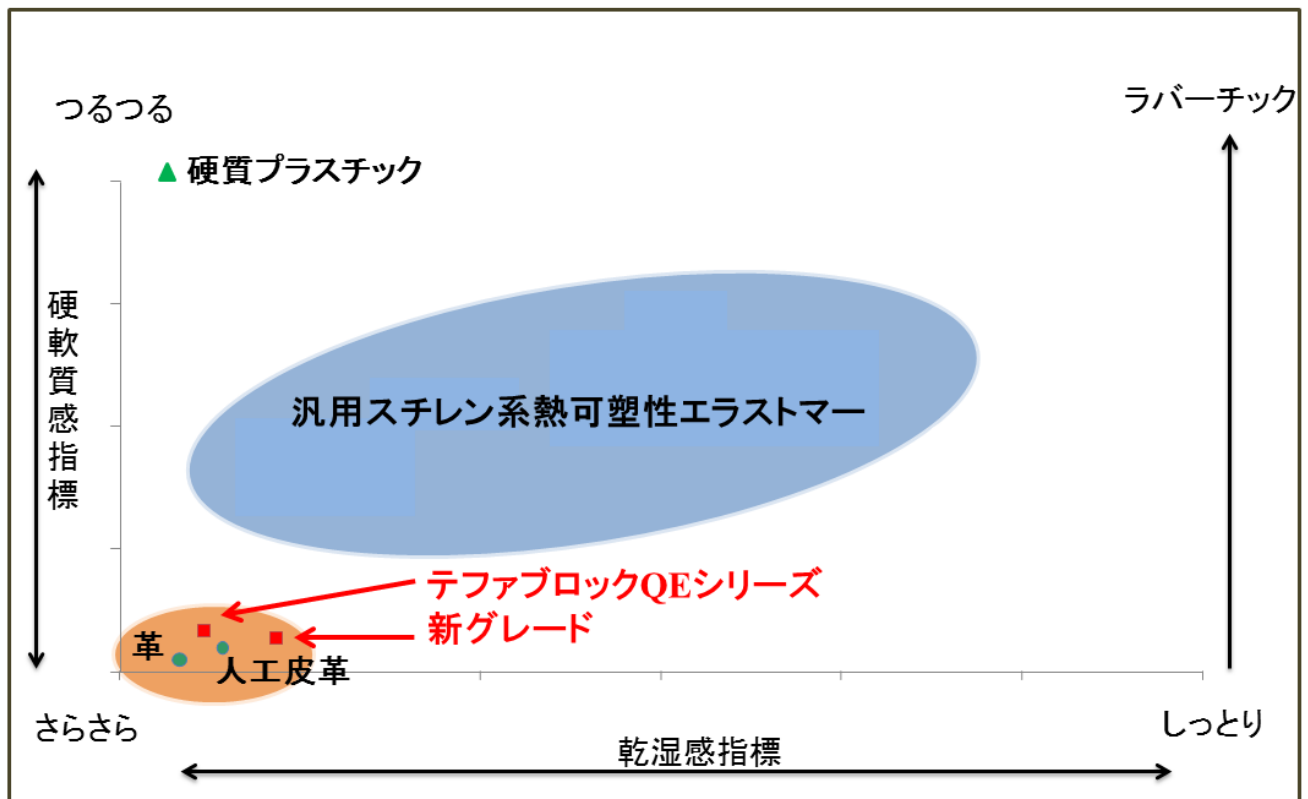 つるつる
ラバーチック
硬質プラスチック
硬軟質感指標
汎用スチレン系熱可塑性エラストマー
テファブロックQEシリーズ
新グレード
革
人工皮革
さらさら
しっとり
乾湿感指標